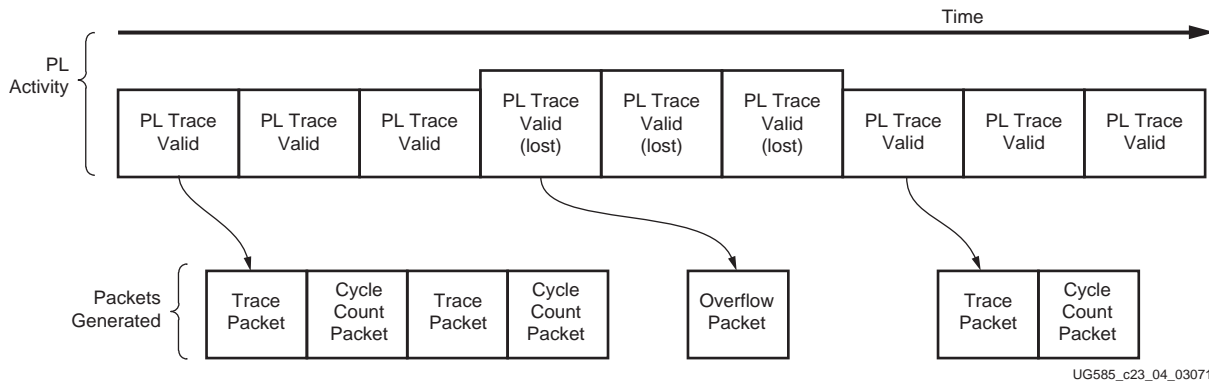 Time
PL
Activity
PL Trace
Valid
PL Trace
Valid
PL Trace
Valid
PL Trace
Valid
(lost)
PL Trace
Valid
(lost)
PL Trace
Valid
(lost)
PL Trace
Valid
PL Trace
Valid
PL Trace
Valid
Packets
Generated
Trace
Packet
Cycle
Count
Packet
Trace
Packet
Cycle
Count
Packet
Overflow
Packet
Trace
Packet
Cycle
Count
Packet
UG585_c23_04_03071